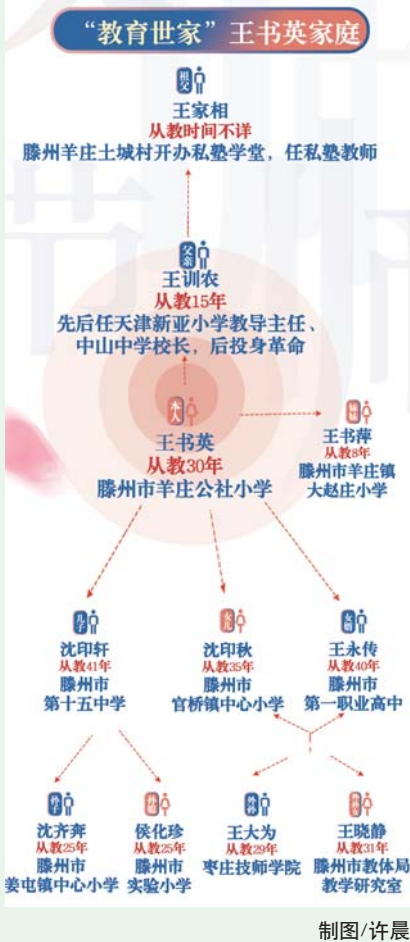 “教育世家”王书英家庭
祖父
王家相
从教时间不详
滕州羊庄土城村开办私塾学堂，任私塾教师
父亲
王训农
从教15年
先后任天津新亚小学教导主任、
中山中学校长，后投身革命
本人
王书英
从教30年
滕州市羊庄公社小学
王书萍
从教8年
滕州市羊庄镇
大赵庄小学
儿子
沈印轩
从教41年
滕州市
第十五中学
女儿
沈印秋
从教35年
滕州市
官桥镇中心小学
女婿
王永传
从教40年
滕州市
第一职业高中
孙子
沈齐奔
从教25年
滕州市
姜屯镇中心小学
孙媳
侯化珍
从教25年
滕州市
实验小学
王大为
从教29年
枣庄技师学院
王晓静
从教31年
滕州市教体局
教学研究室
制图/许晨